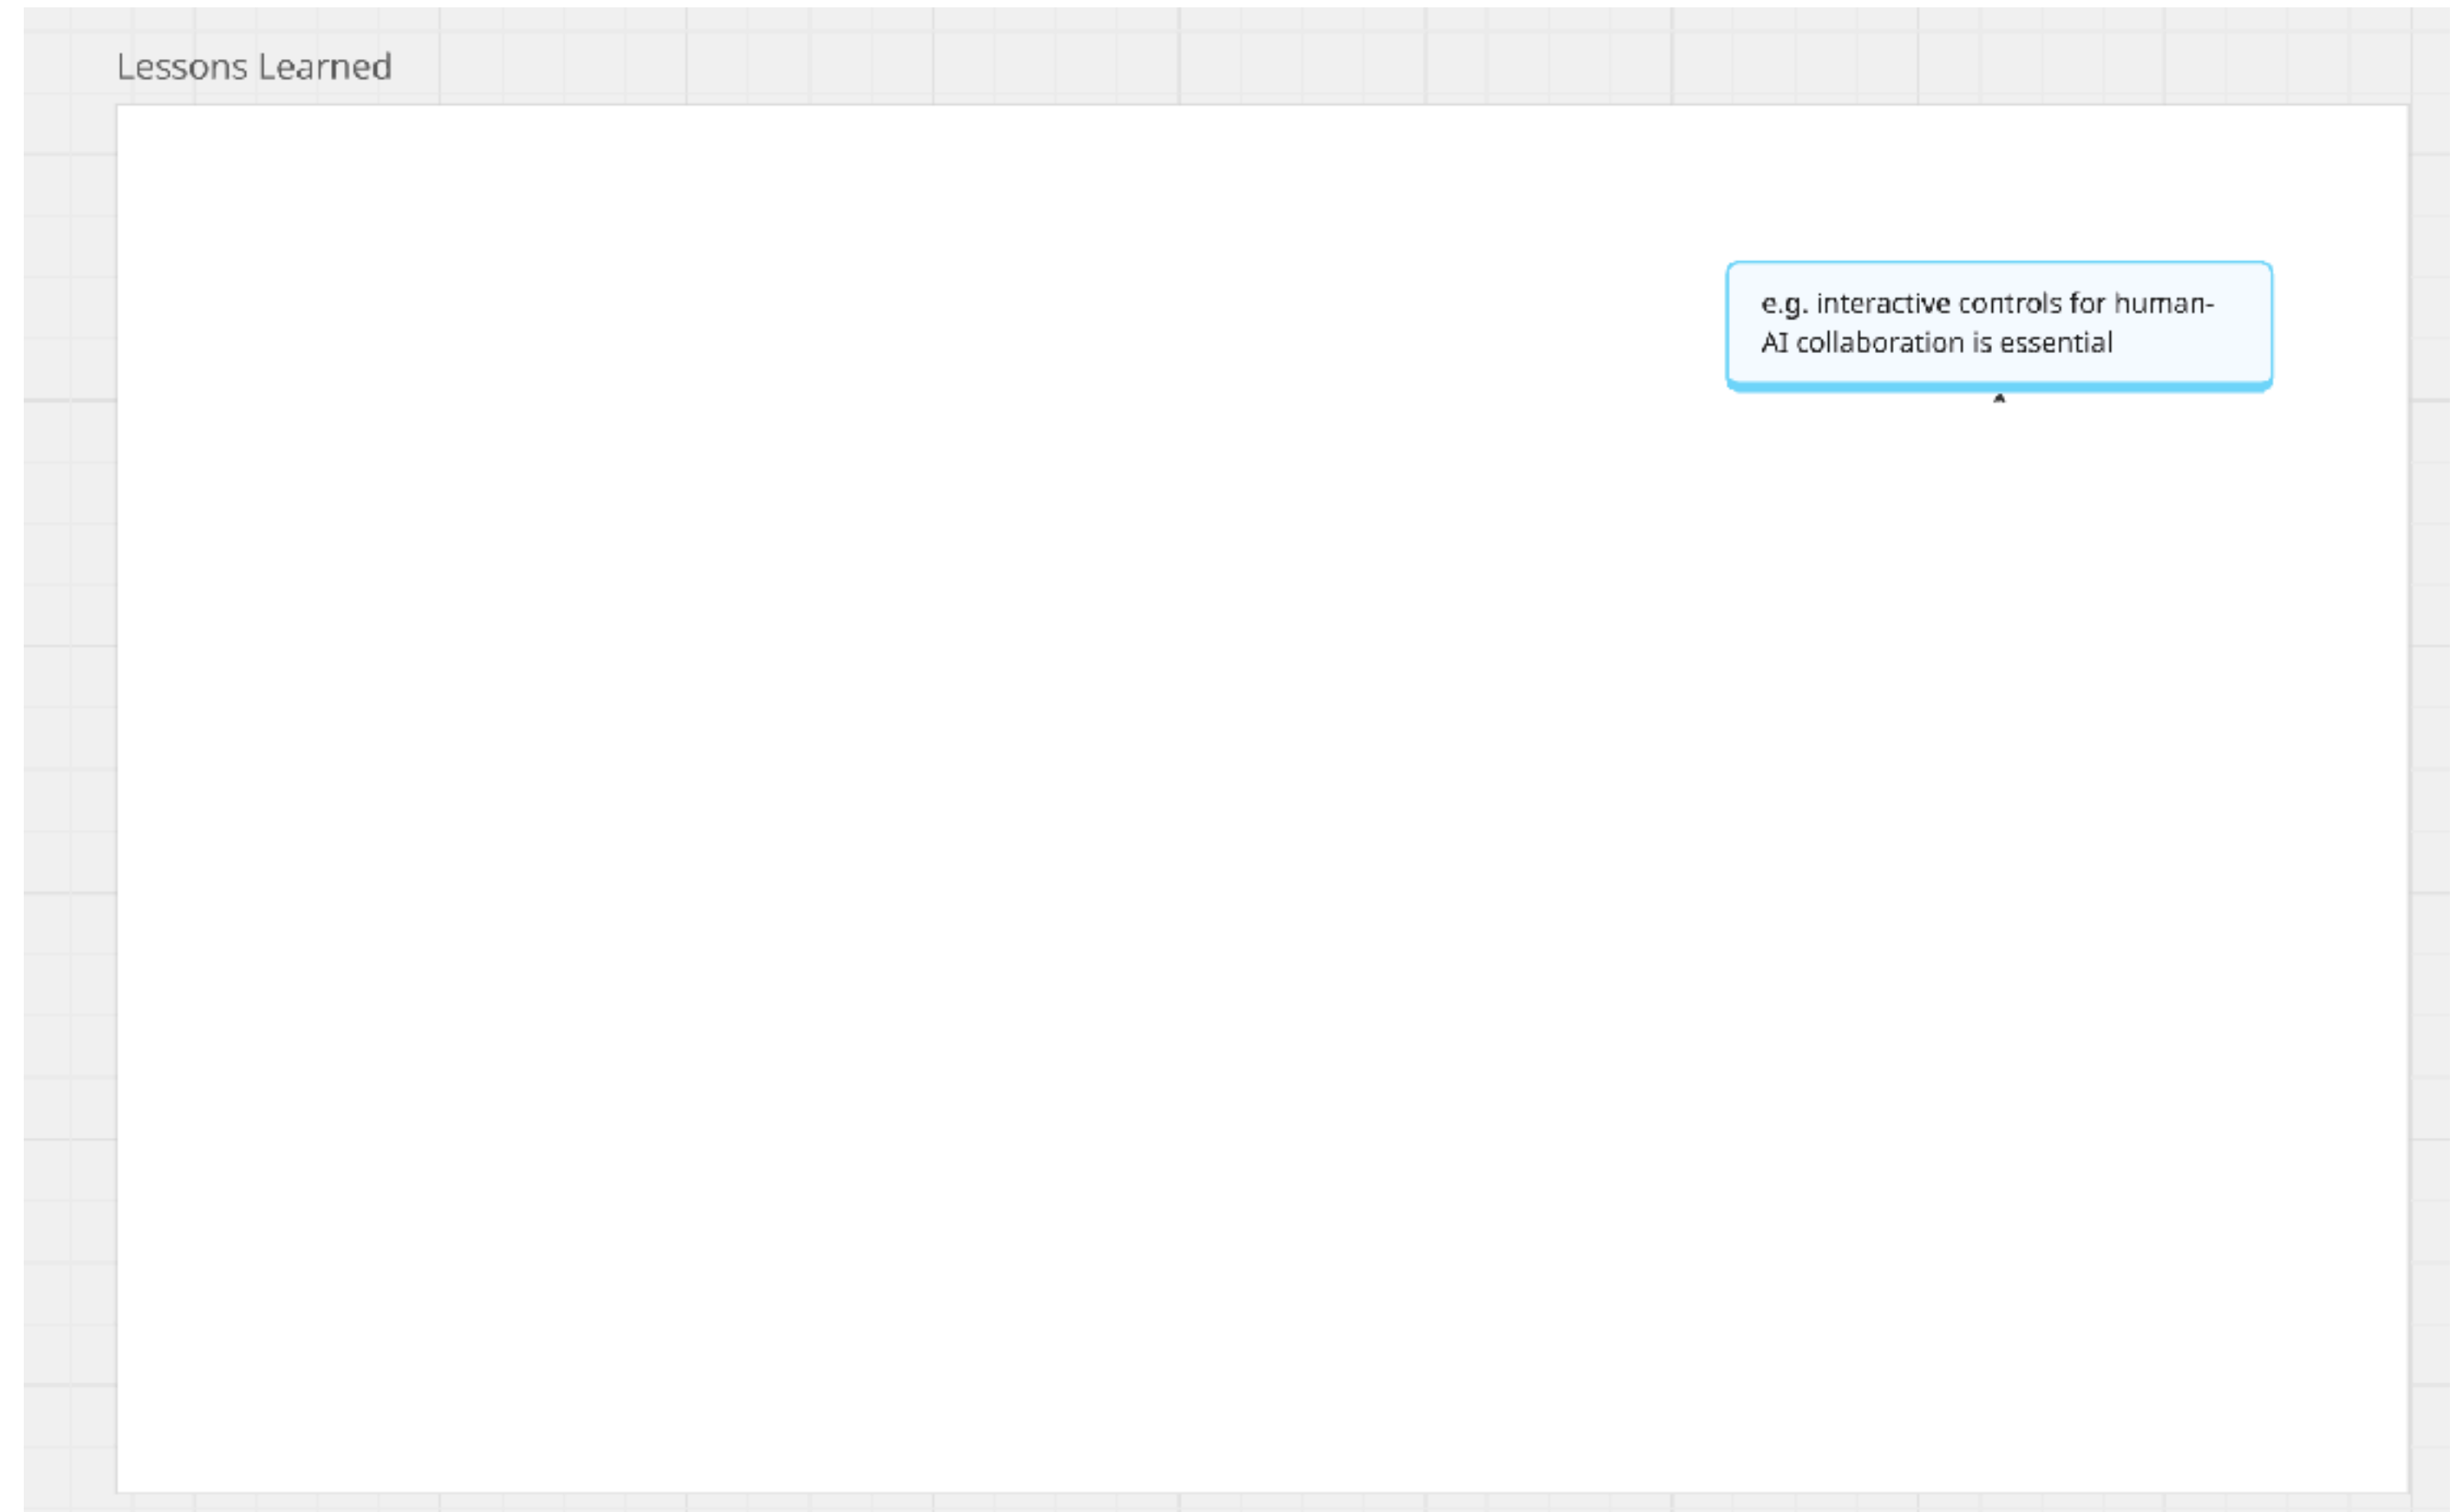 Lessons Learned
e.g. interactive controls for human-
AI collaboration is essential